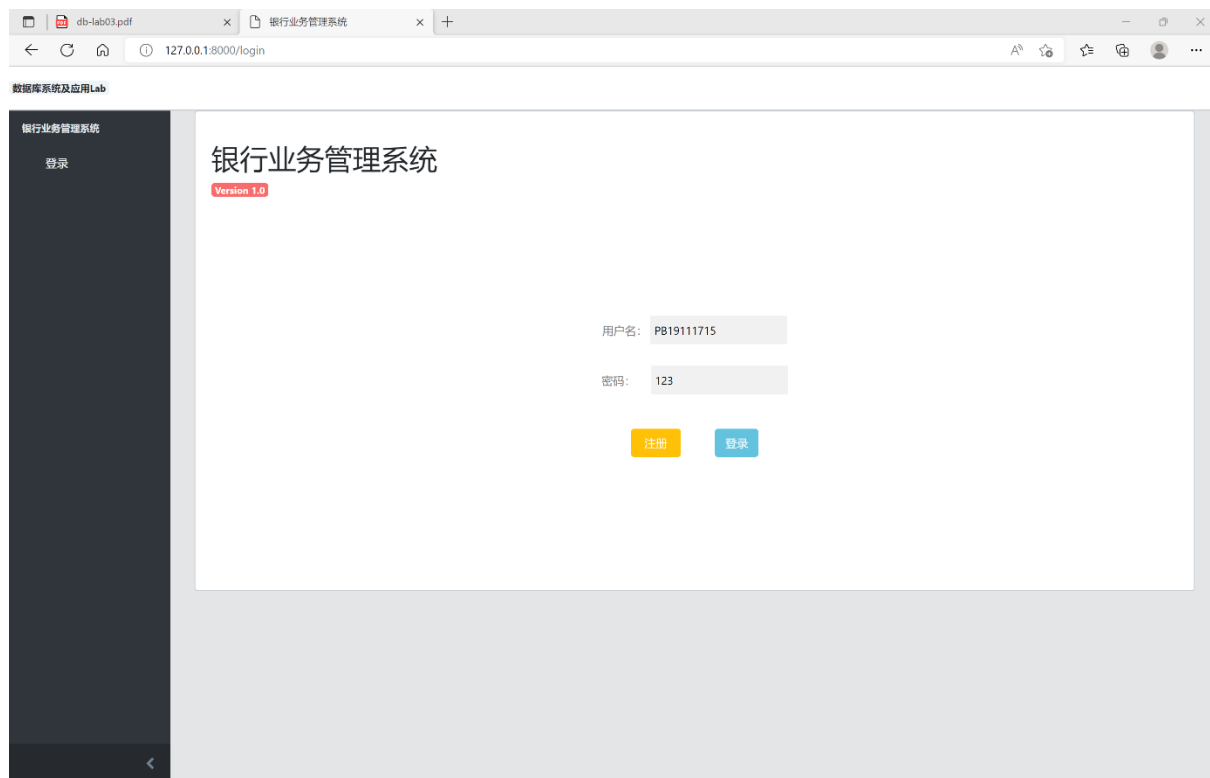 db-lab03.pdf 银行业务管理系统
127.0.0.1:8000/login
数据库系统及应用Lab
银行业务管理系统
登录
银行业务管理系统
Version 1.0
用户名: PB19111715
密码: 123
注册 登录